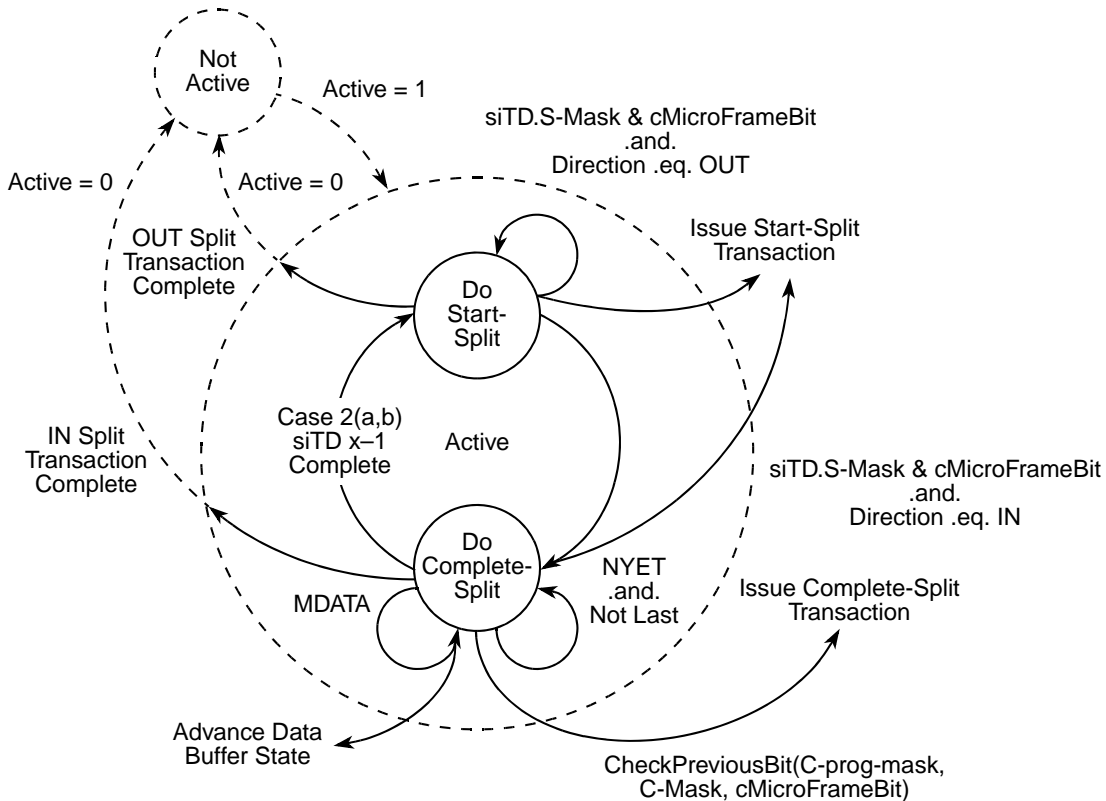 Not
Active
Active = 1
siTD.S-Mask & cMicroFrameBit
.and.
Direction .eq. OUT
Active = 0
Active = 0
OUT Split
Transaction
Complete
Issue Start-Split
Transaction
Do
Start-
Split
Case 2(a,b)
siTD x–1
Complete
Active
IN Split
Transaction
Complete
siTD.S-Mask & cMicroFrameBit
.and.
Direction .eq. IN
Do
Complete-
Split
MDATA
NYET
.and.
Not Last
Issue Complete-Split
Transaction
Advance Data
Buffer State
CheckPreviousBit(C-prog-mask,
C-Mask, cMicroFrameBit)